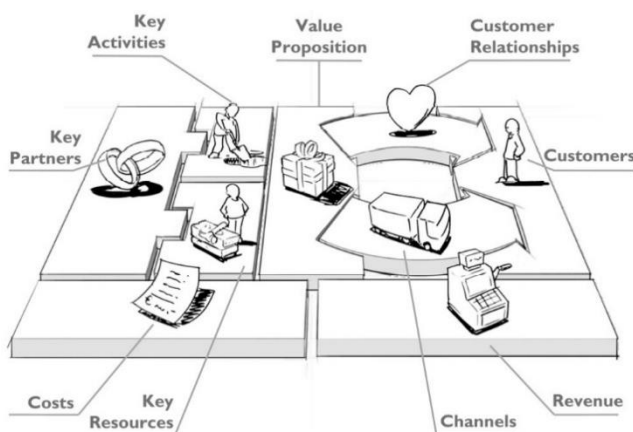 Key
Activities
Value
Proposition
Customer
Relationships
Key
Partners
Customers
Costs
Key
Resources
Channels
Revenue